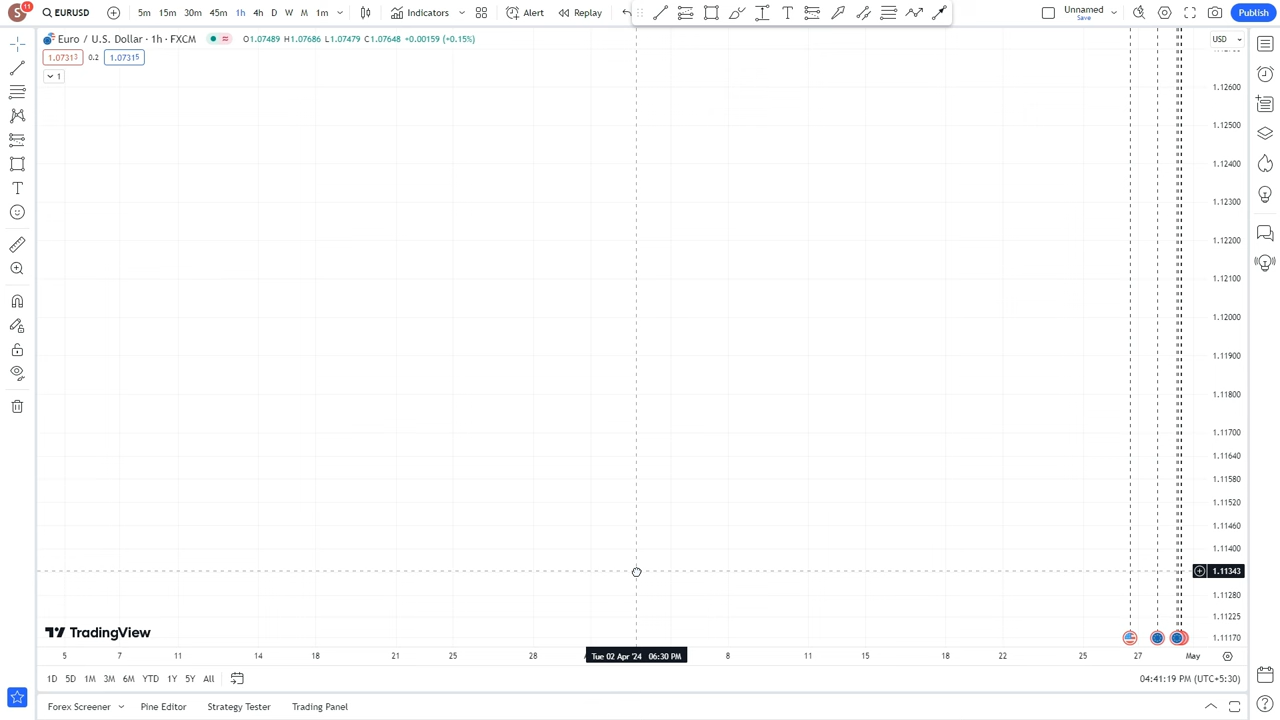 S 11 EURUSD 5m 15m 30m 45m 1h 4h D W M 1m Indicators Alert Replay Unnamed Save Publish
Euro / U.S. Dollar · 1h · FXCM O1.07489 H1.07686 L1.07479 C1.07648 +0.00159 (+0.15%) USD
1.07313 0.2 1.07315
1
1.12600
1.12500
1.12400
1.12300
1.12200
1.12100
1.12000
1.11900
1.11800
1.11700
1.11640
1.11580
1.11520
1.11460
1.11400
1.11343
1.11280
1.11225
TradingView 1.11170
5 7 11 14 18 21 25 28 Tue 02 Apr '24 06:30 PM 8 11 15 18 22 25 27 May
1D 5D 1M 3M 6M YTD 1Y 5Y All 04:41:19 PM (UTC+5:30)
Forex Screener Pine Editor Strategy Tester Trading Panel